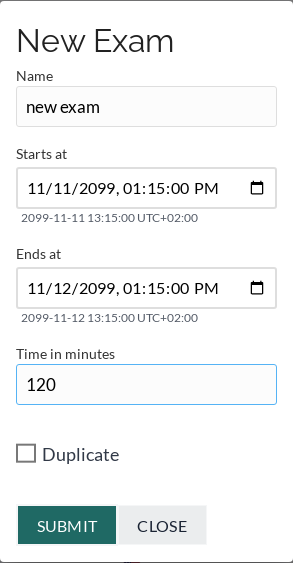 New Exam
Name
new exam
Starts at
11/11/2099, 01:15:00 PM
2099-11-11 13:15:00 UTC+02:00
Ends at
11/12/2099, 01:15:00 PM
2099-11-12 13:15:00 UTC+02:00
Time in minutes
120
Duplicate
SUBMIT CLOSE